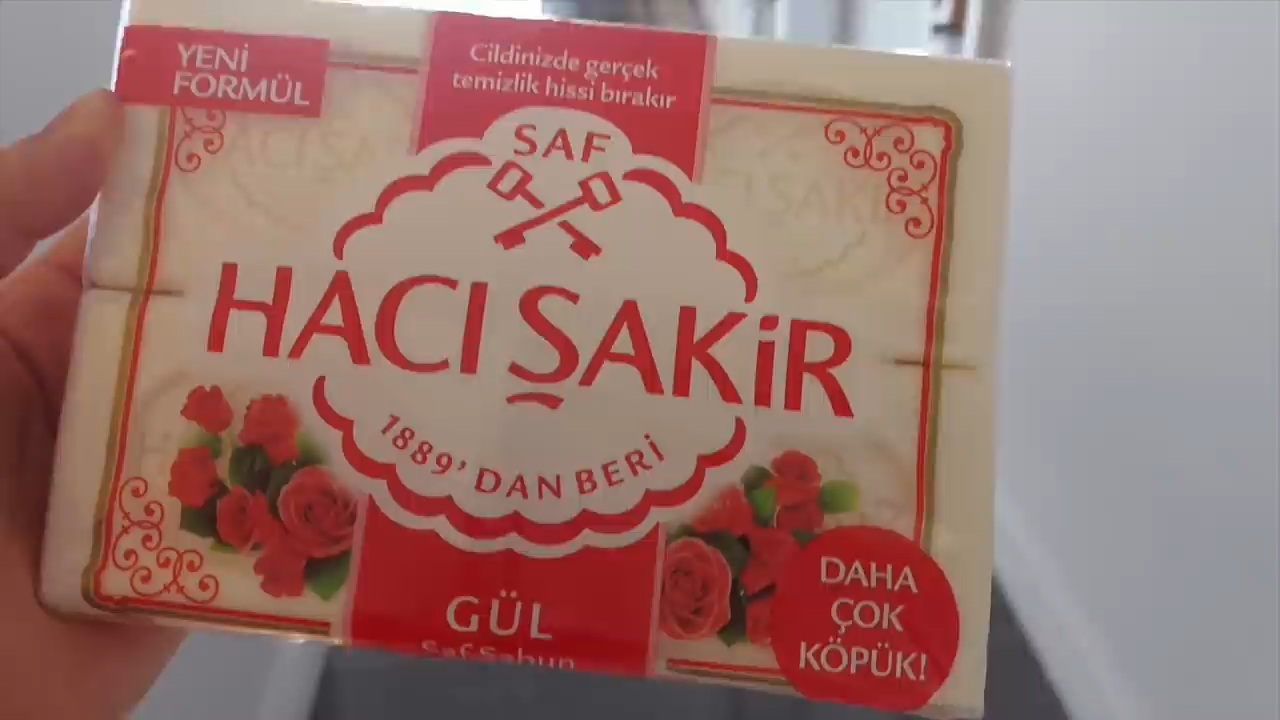 YENİ
FORMÜL
Cildinizde gerçek
temizlik hissi bırakır
SAF
HACI ŞAKİR
1889'DAN BERİ
GÜL
Saf Sabun
DAHA
ÇOK
KÖPÜK!